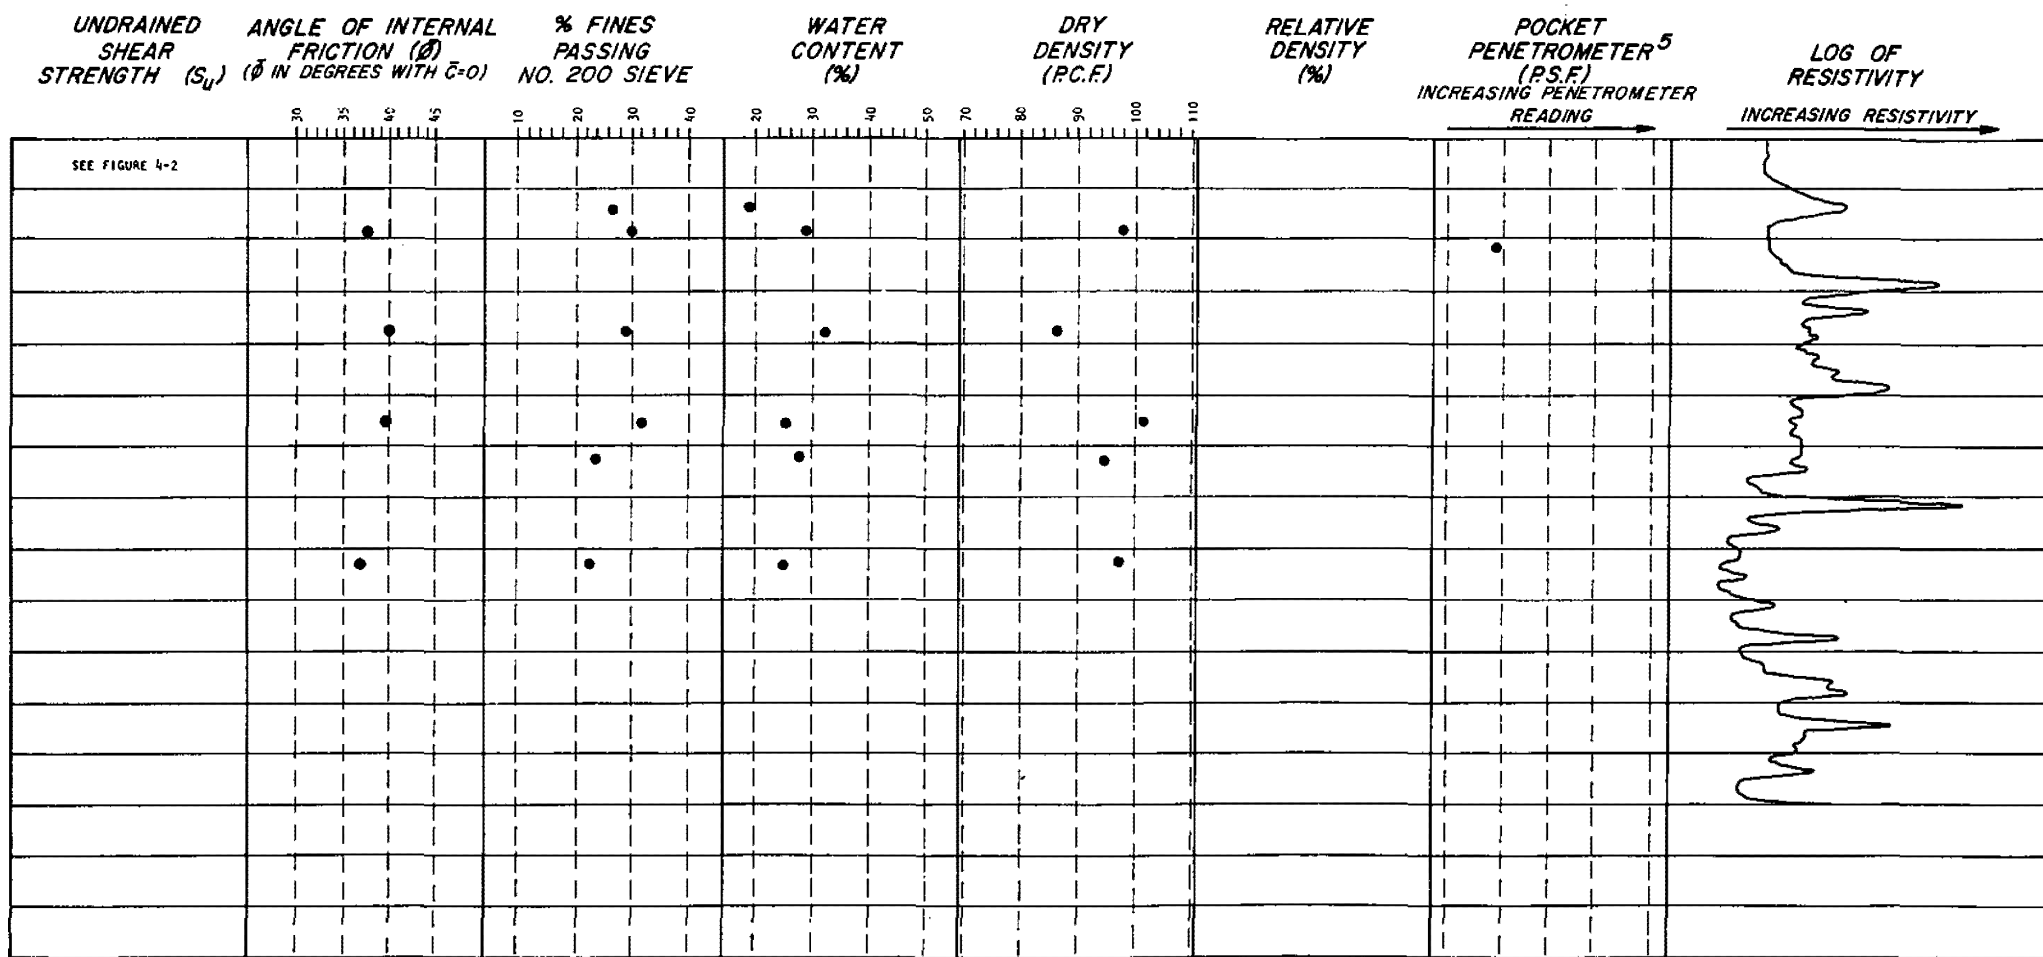 UNDRAINED
SHEAR
STRENGTH (Su)
ANGLE OF INTERNAL
FRICTION (φ̄)
(φ̄ IN DEGREES WITH C̄=0)
% FINES
PASSING
NO. 200 SIEVE
WATER
CONTENT
(%)
DRY
DENSITY
(P.C.F.)
RELATIVE
DENSITY
(%)
POCKET
PENETROMETER5
(P.S.F.)
INCREASING PENETROMETER
READING
LOG OF
RESISTIVITY
INCREASING RESISTIVITY
30 35 40 45
10 20 30 40
20 30 40 50
70 80 90 100 110
SEE FIGURE 4-2